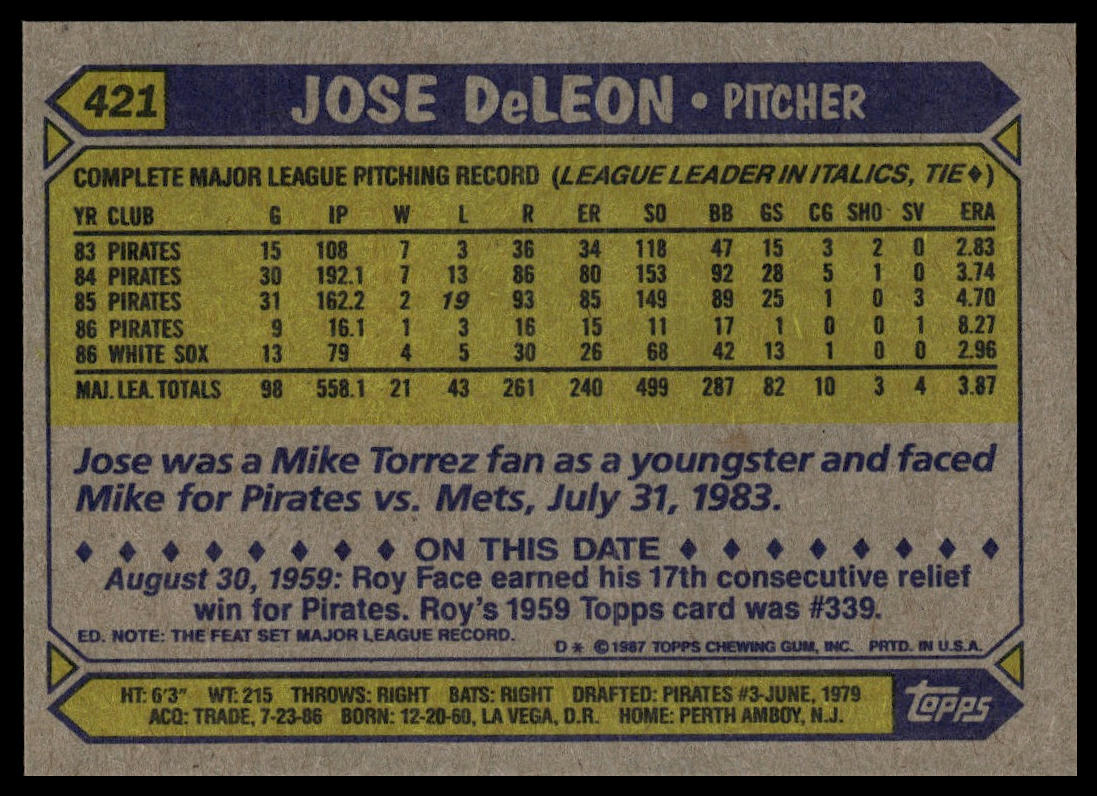 421 JOSE DeLEON • PITCHER
COMPLETE MAJOR LEAGUE PITCHING RECORD (LEAGUE LEADER IN ITALICS, TIE♦)
YR CLUB G IP W L R ER SO BB GS CG SHO SV ERA
83 PIRATES 15 108 7 3 36 34 118 47 15 3 2 0 2.83
84 PIRATES 30 192.1 7 13 86 80 153 92 28 5 1 0 3.74
85 PIRATES 31 162.2 2 19 93 85 149 89 25 1 0 3 4.70
86 PIRATES 9 16.1 1 3 16 15 11 17 1 0 0 1 8.27
86 WHITE SOX 13 79 4 5 30 26 68 42 13 1 0 0 2.96
MAJ. LEA. TOTALS 98 558.1 21 43 261 240 499 287 82 10 3 4 3.87
Jose was a Mike Torrez fan as a youngster and faced
Mike for Pirates vs. Mets, July 31, 1983.
♦ ♦ ♦ ♦ ♦ ♦ ♦ ♦ ON THIS DATE ♦ ♦ ♦ ♦ ♦ ♦ ♦ ♦
August 30, 1959: Roy Face earned his 17th consecutive relief
win for Pirates. Roy's 1959 Topps card was #339.
ED. NOTE: THE FEAT SET MAJOR LEAGUE RECORD.
D* ©1987 TOPPS CHEWING GUM, INC. PRTD. IN U.S.A.
HT: 6'3" WT: 215 THROWS: RIGHT BATS: RIGHT DRAFTED: PIRATES #3-JUNE, 1979
ACQ: TRADE, 7-23-86 BORN: 12-20-60, LA VEGA, D.R. HOME: PERTH AMBOY, N.J.
topps